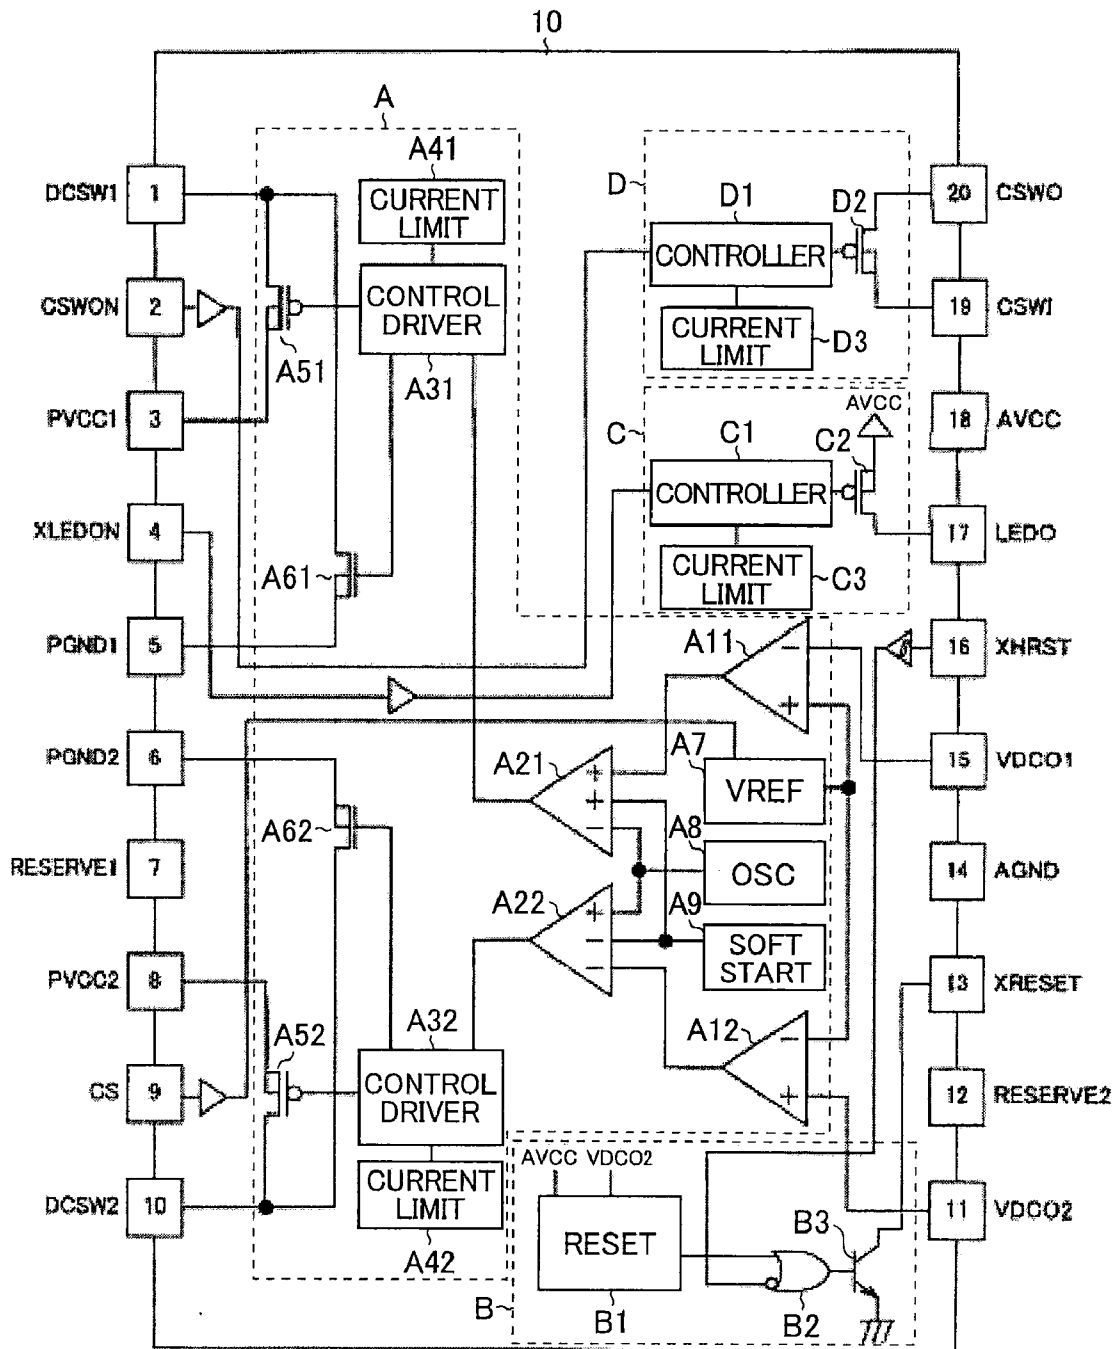 10
A
A41
DCSW1
1
CURRENT
LIMIT
D
D1
D2
20
CSWO
CSWON
2
CONTROL
DRIVER
CONTROLLER
19
CSWI
A51
A31
CURRENT
LIMIT
D3
PVCC1
3
AVCC
18
AVCC
C
C1
C2
XLEDON
4
CONTROLLER
17
LEDO
A61
CURRENT
LIMIT
C3
PGND1
5
A11
−
+
16
XHRST
PGND2
6
A21
+
+
−
A7
VREF
15
VDCO1
A62
A8
OSC
RESERVE1
7
14
AGND
A22
+
−
−
A9
SOFT
START
PVCC2
8
13
XRESET
A52
A32
A12
−
+
CS
9
CONTROL
DRIVER
12
RESERVE2
AVCC
VDCO2
DCSW2
10
CURRENT
LIMIT
A42
RESET
B3
11
VDCO2
B
B1
B2